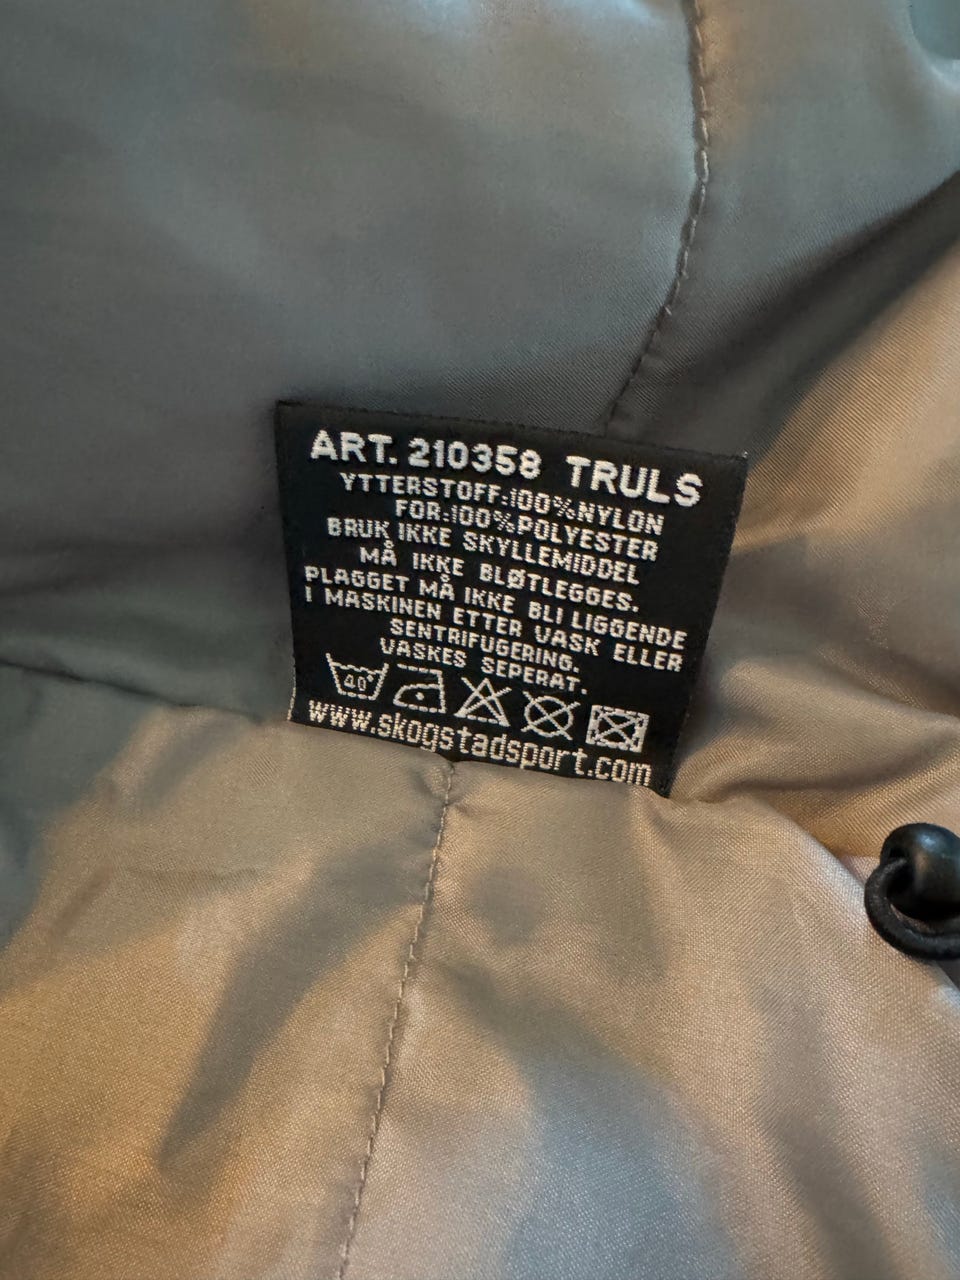 ART. 210358 TRULS
YTTERSTOFF:100%NYLON
FOR:100%POLYESTER
BRUK IKKE SKYLLEMIDDEL
MÅ IKKE BLØTLEGGES.
PLAGGET MÅ IKKE BLI LIGGENDE
I MASKINEN ETTER VASK ELLER
SENTRIFUGERING.
VASKES SEPERAT.
40°
www.skogstadsport.com